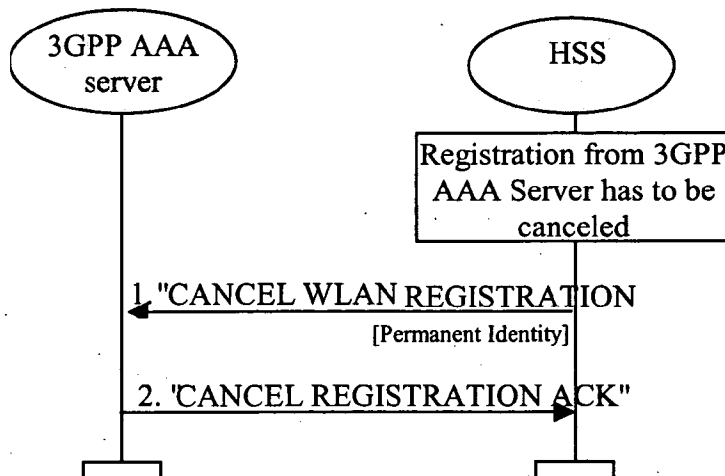 3GPP AAA
server
HSS
Registration from 3GPP
AAA Server has to be
canceled
1. "CANCEL WLAN REGISTRATION
[Permanent Identity]
2. "CANCEL REGISTRATION ACK"